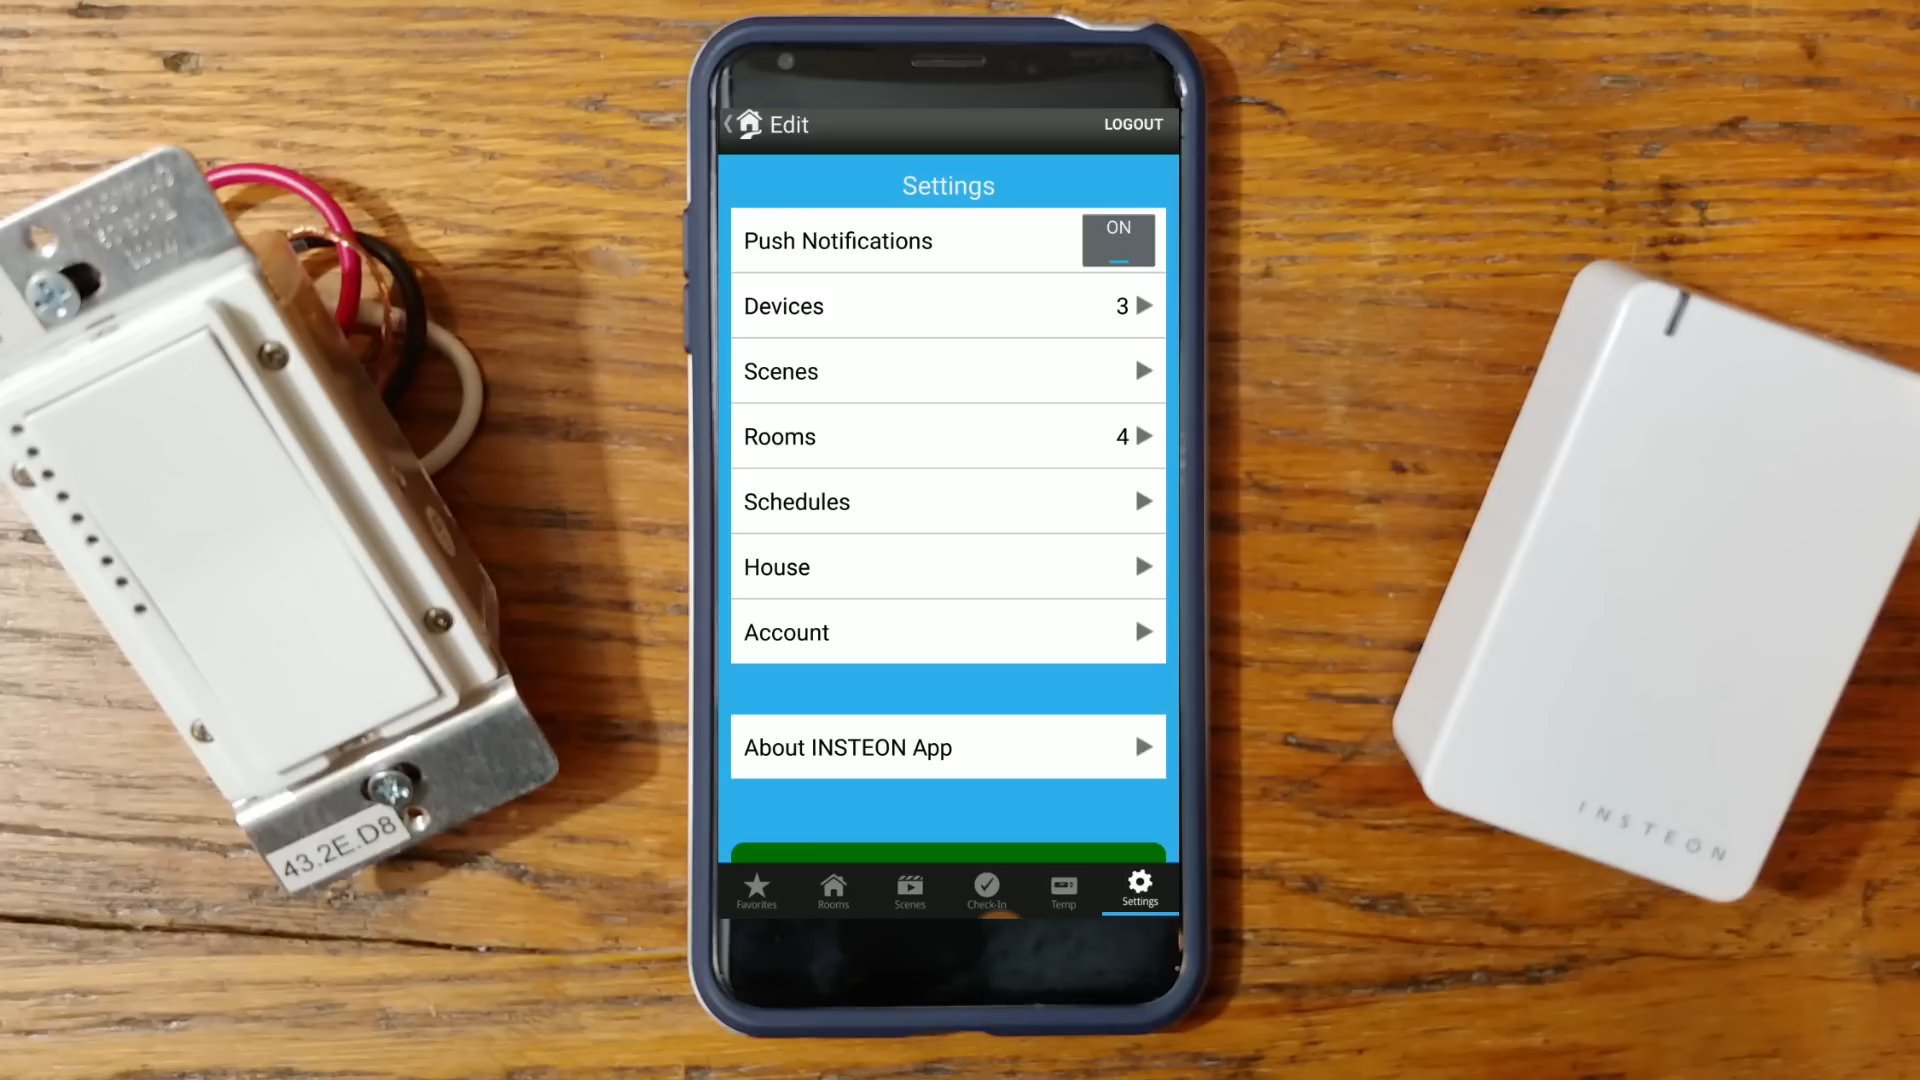 Edit
LOGOUT
Settings
Push Notifications
ON
Devices
3
Scenes
Rooms
4
Schedules
House
Account
About INSTEON App
Favorites
Rooms
Scenes
Check-In
Temp
Settings
43.2E.D8
INSTEON